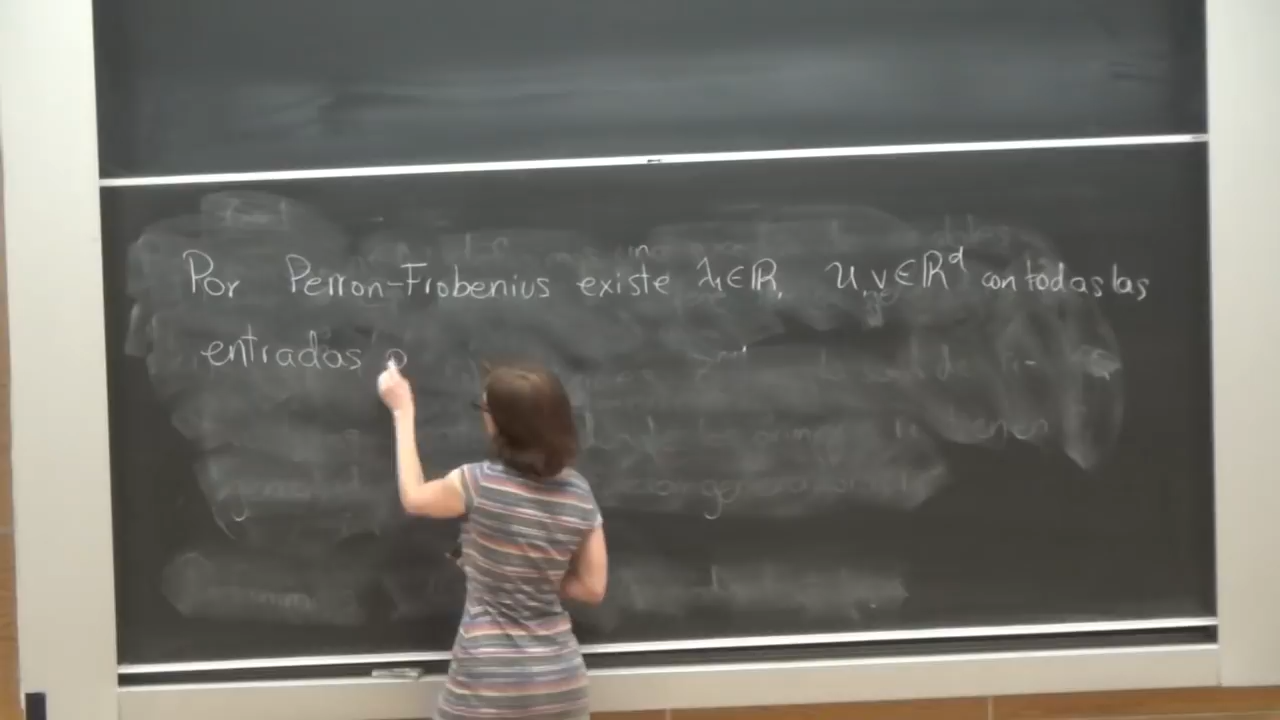 Por Perron-Frobenius existe λ₁∈ℝ, u,v∈ℝᵈ con todas las
entradas